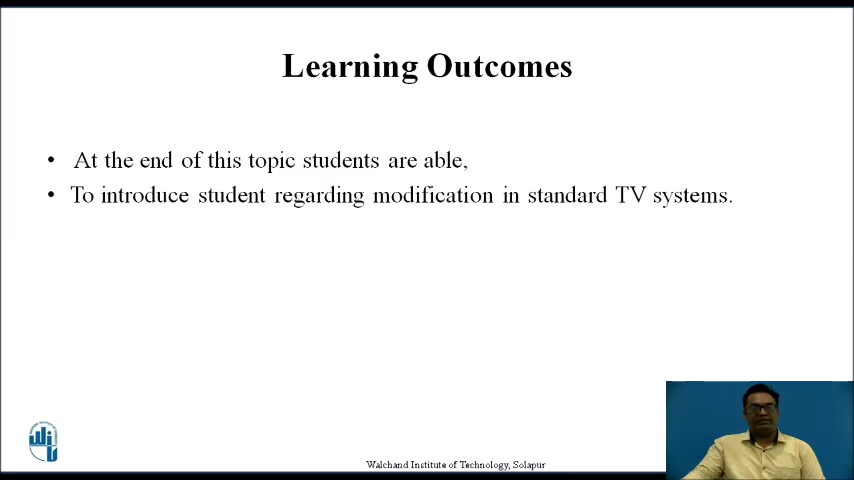 Learning Outcomes
• At the end of this topic students are able,
• To introduce student regarding modification in standard TV systems.
Walchand Institute of Technology, Solapur